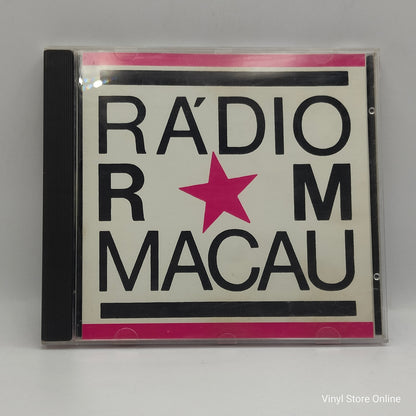 RÁDIO
R M
MACAU
Vinyl Store Online